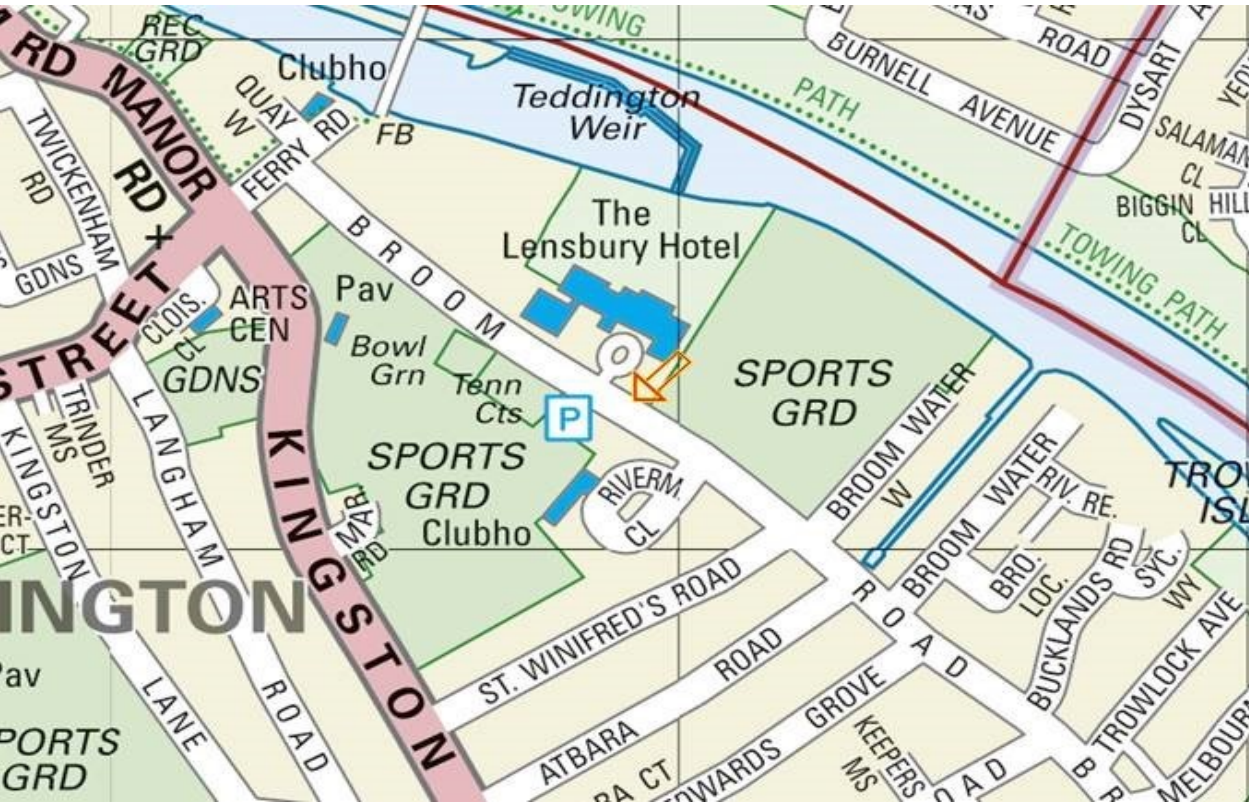 REC
GRD
TOWING
PATH
ROAD
RD
MANOR
RD
Clubho
QUAY
W
FERRY RD
FB
Teddington
Weir
BURNELL AVENUE
DYSART
SALAMAN
CL
BIGGIN HILL
CL
TWICKENHAM
RD
GDNS
BROOM
The
Lensbury Hotel
TOWING PATH
STREET
CLOIS.
CL
ARTS
CEN
GDNS
Pav
Bowl
Grn
Tenn
Cts
P
SPORTS
GRD
SPORTS
GRD
Clubho
RIVERM.
CL
BROOM WATER
W
BROOM WATER
RIV. RE.
BRO.
LOC.
SYC.
WY
BUCKLANDS RD
TROWLOCK AVE
MELBOURN
TRINDER
MS
KINGSTON
LANE
LANGHAM
ROAD
MAR
RD
KINGSTON
INGTON
ST. WINIFRED'S ROAD
ATBARA ROAD
EDWARDS GROVE
KEEPERS
MS
ROAD
SPORTS
GRD